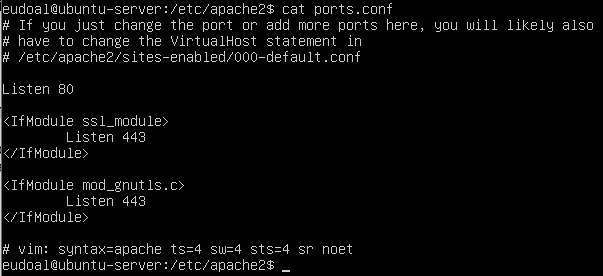 eudoal@ubuntu-server:/etc/apache2$ cat ports.conf
# If you just change the port or add more ports here, you will likely also
# have to change the VirtualHost statement in
# /etc/apache2/sites-enabled/000-default.conf

Listen 80

<IfModule ssl_module>
        Listen 443
</IfModule>

<IfModule mod_gnutls.c>
        Listen 443
</IfModule>

# vim: syntax=apache ts=4 sw=4 sts=4 sr noet
eudoal@ubuntu-server:/etc/apache2$ _